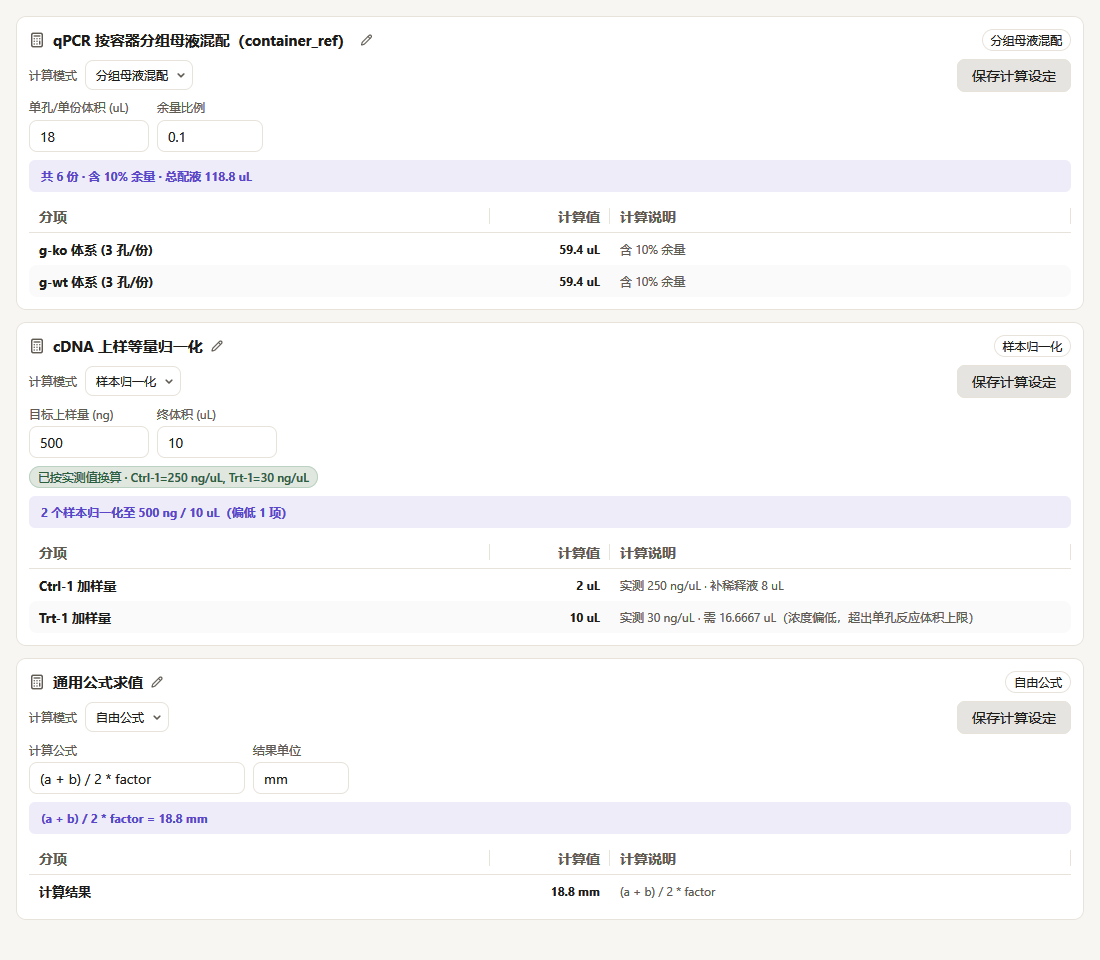 qPCR 按容器分组母液混配（container_ref） 分组母液混配
计算模式 分组母液混配 保存计算设定
单孔/单份体积 (uL) 余量比例
18 0.1
共 6 份 · 含 10% 余量 · 总配液 118.8 uL
分项 计算值 计算说明
g-ko 体系 (3 孔/份) 59.4 uL 含 10% 余量
g-wt 体系 (3 孔/份) 59.4 uL 含 10% 余量
cDNA 上样等量归一化 样本归一化
计算模式 样本归一化 保存计算设定
目标上样量 (ng) 终体积 (uL)
500 10
已按实测值换算 · Ctrl-1=250 ng/uL, Trt-1=30 ng/uL
2 个样本归一化至 500 ng / 10 uL（偏低 1 项）
分项 计算值 计算说明
Ctrl-1 加样量 2 uL 实测 250 ng/uL · 补稀释液 8 uL
Trt-1 加样量 10 uL 实测 30 ng/uL · 需 16.6667 uL（浓度偏低，超出单孔反应体积上限）
通用公式求值 自由公式
计算模式 自由公式 保存计算设定
计算公式 结果单位
(a + b) / 2 * factor mm
(a + b) / 2 * factor = 18.8 mm
分项 计算值 计算说明
计算结果 18.8 mm (a + b) / 2 * factor